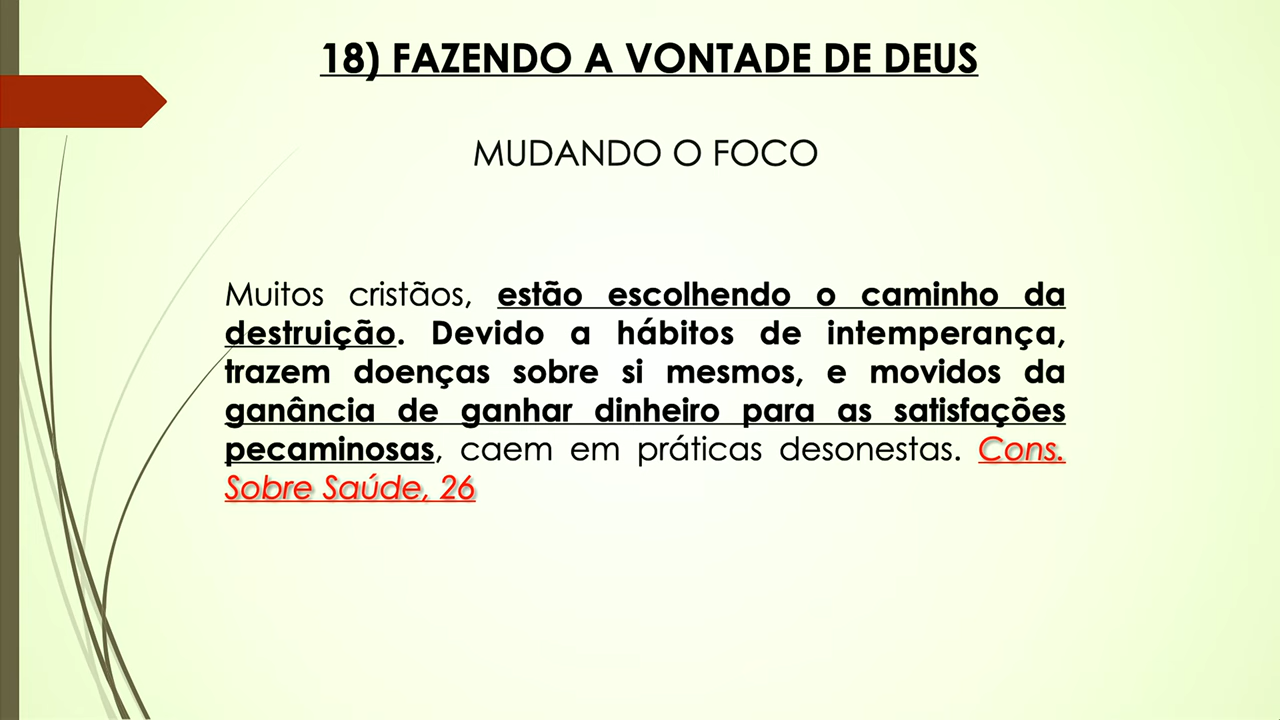 18) FAZENDO A VONTADE DE DEUS
MUDANDO O FOCO
Muitos cristãos, estão escolhendo o caminho da
destruição. Devido a hábitos de intemperança,
trazem doenças sobre si mesmos, e movidos da
ganância de ganhar dinheiro para as satisfações
pecaminosas, caem em práticas desonestas. Cons.
Sobre Saúde, 26